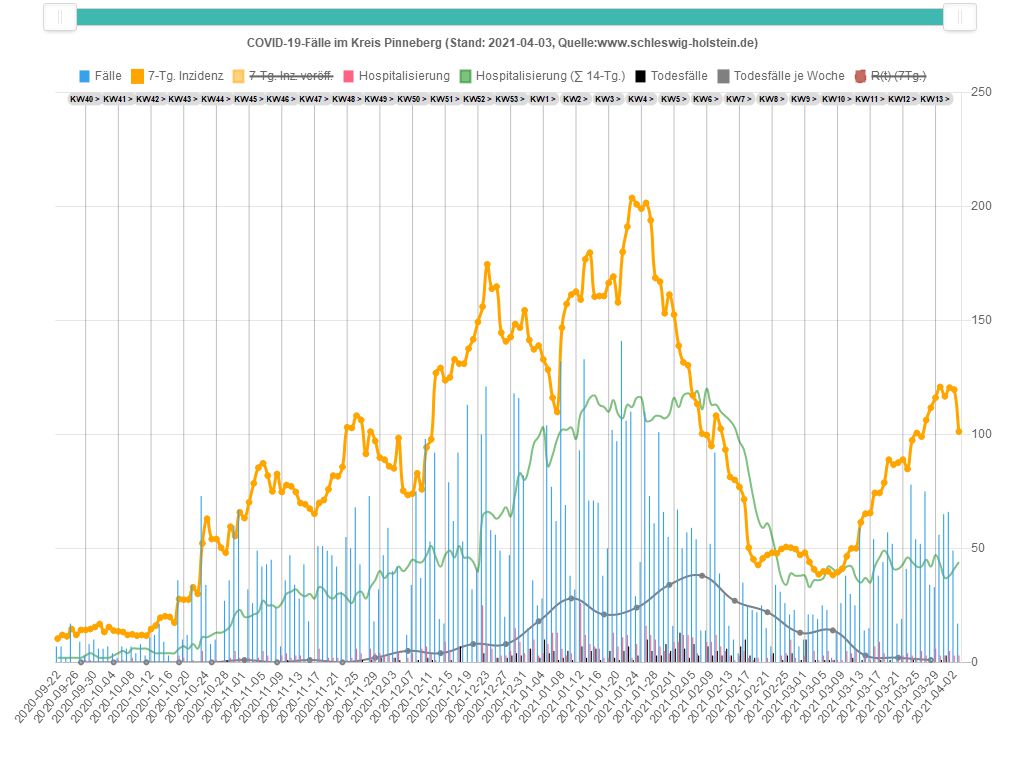 COVID-19-Fälle im Kreis Pinneberg (Stand: 2021-04-03, Quelle:www.schleswig-holstein.de)
Fälle 7-Tg. Inzidenz 7-Tg. Inz. veröff. Hospitalisierung Hospitalisierung (∑ 14-Tg.) Todesfälle Todesfälle je Woche R(t) (7Tg.)
KW40 > KW41 > KW42 > KW43 > KW44 > KW45 > KW46 > KW47 > KW48 > KW49 > KW50 > KW51 > KW52 > KW53 > KW1 > KW2 > KW3 > KW4 > KW5 > KW6 > KW7 > KW8 > KW9 > KW10 > KW11 > KW12 > KW13 >
250
200
150
100
50
0
2020-09-22 2020-09-26 2020-09-30 2020-10-04 2020-10-08 2020-10-12 2020-10-16 2020-10-20 2020-10-24 2020-10-28 2020-11-01 2020-11-05 2020-11-09 2020-11-13 2020-11-17 2020-11-21 2020-11-25 2020-11-29 2020-12-03 2020-12-07 2020-12-11 2020-12-15 2020-12-19 2020-12-23 2020-12-27 2020-12-31 2021-01-04 2021-01-08 2021-01-12 2021-01-16 2021-01-20 2021-01-24 2021-01-28 2021-02-01 2021-02-05 2021-02-09 2021-02-13 2021-02-17 2021-02-21 2021-02-25 2021-03-01 2021-03-05 2021-03-09 2021-03-13 2021-03-17 2021-03-21 2021-03-25 2021-03-29 2021-04-02